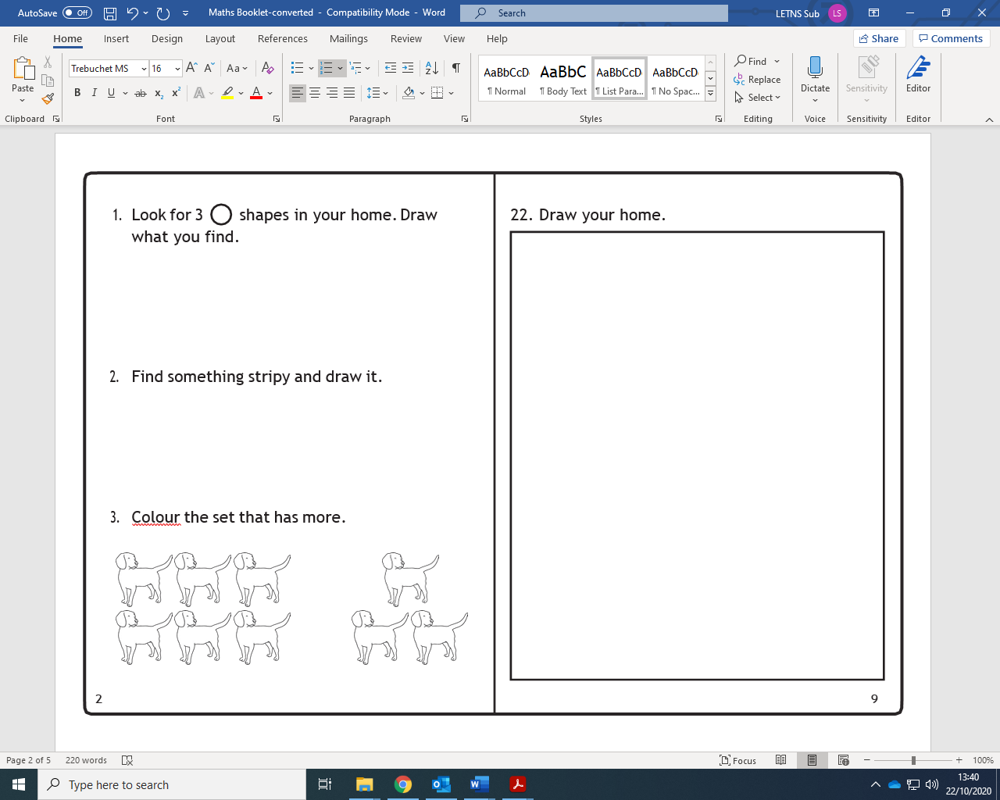 AutoSave Off Maths Booklet-converted - Compatibility Mode - Word Search LETNS Sub LS
File Home Insert Design Layout References Mailings Review View Help Share Comments
Paste
Clipboard
Trebuchet MS 16
B I U ab x2 x2 A A
Font
Paragraph
AaBbCcD AaBbC AaBbCcD AaBbCcD
¶ Normal ¶ Body Text ¶ List Para... ¶ No Spac...
Styles
Find
Replace
Select
Editing
Dictate
Voice
Sensitivity
Sensitivity
Editor
Editor
1. Look for 3 shapes in your home. Draw
what you find.
2. Find something stripy and draw it.
3. Colour the set that has more.
2
22. Draw your home.
9
Page 2 of 5 220 words Focus 100%
Type here to search
13:40
22/10/2020